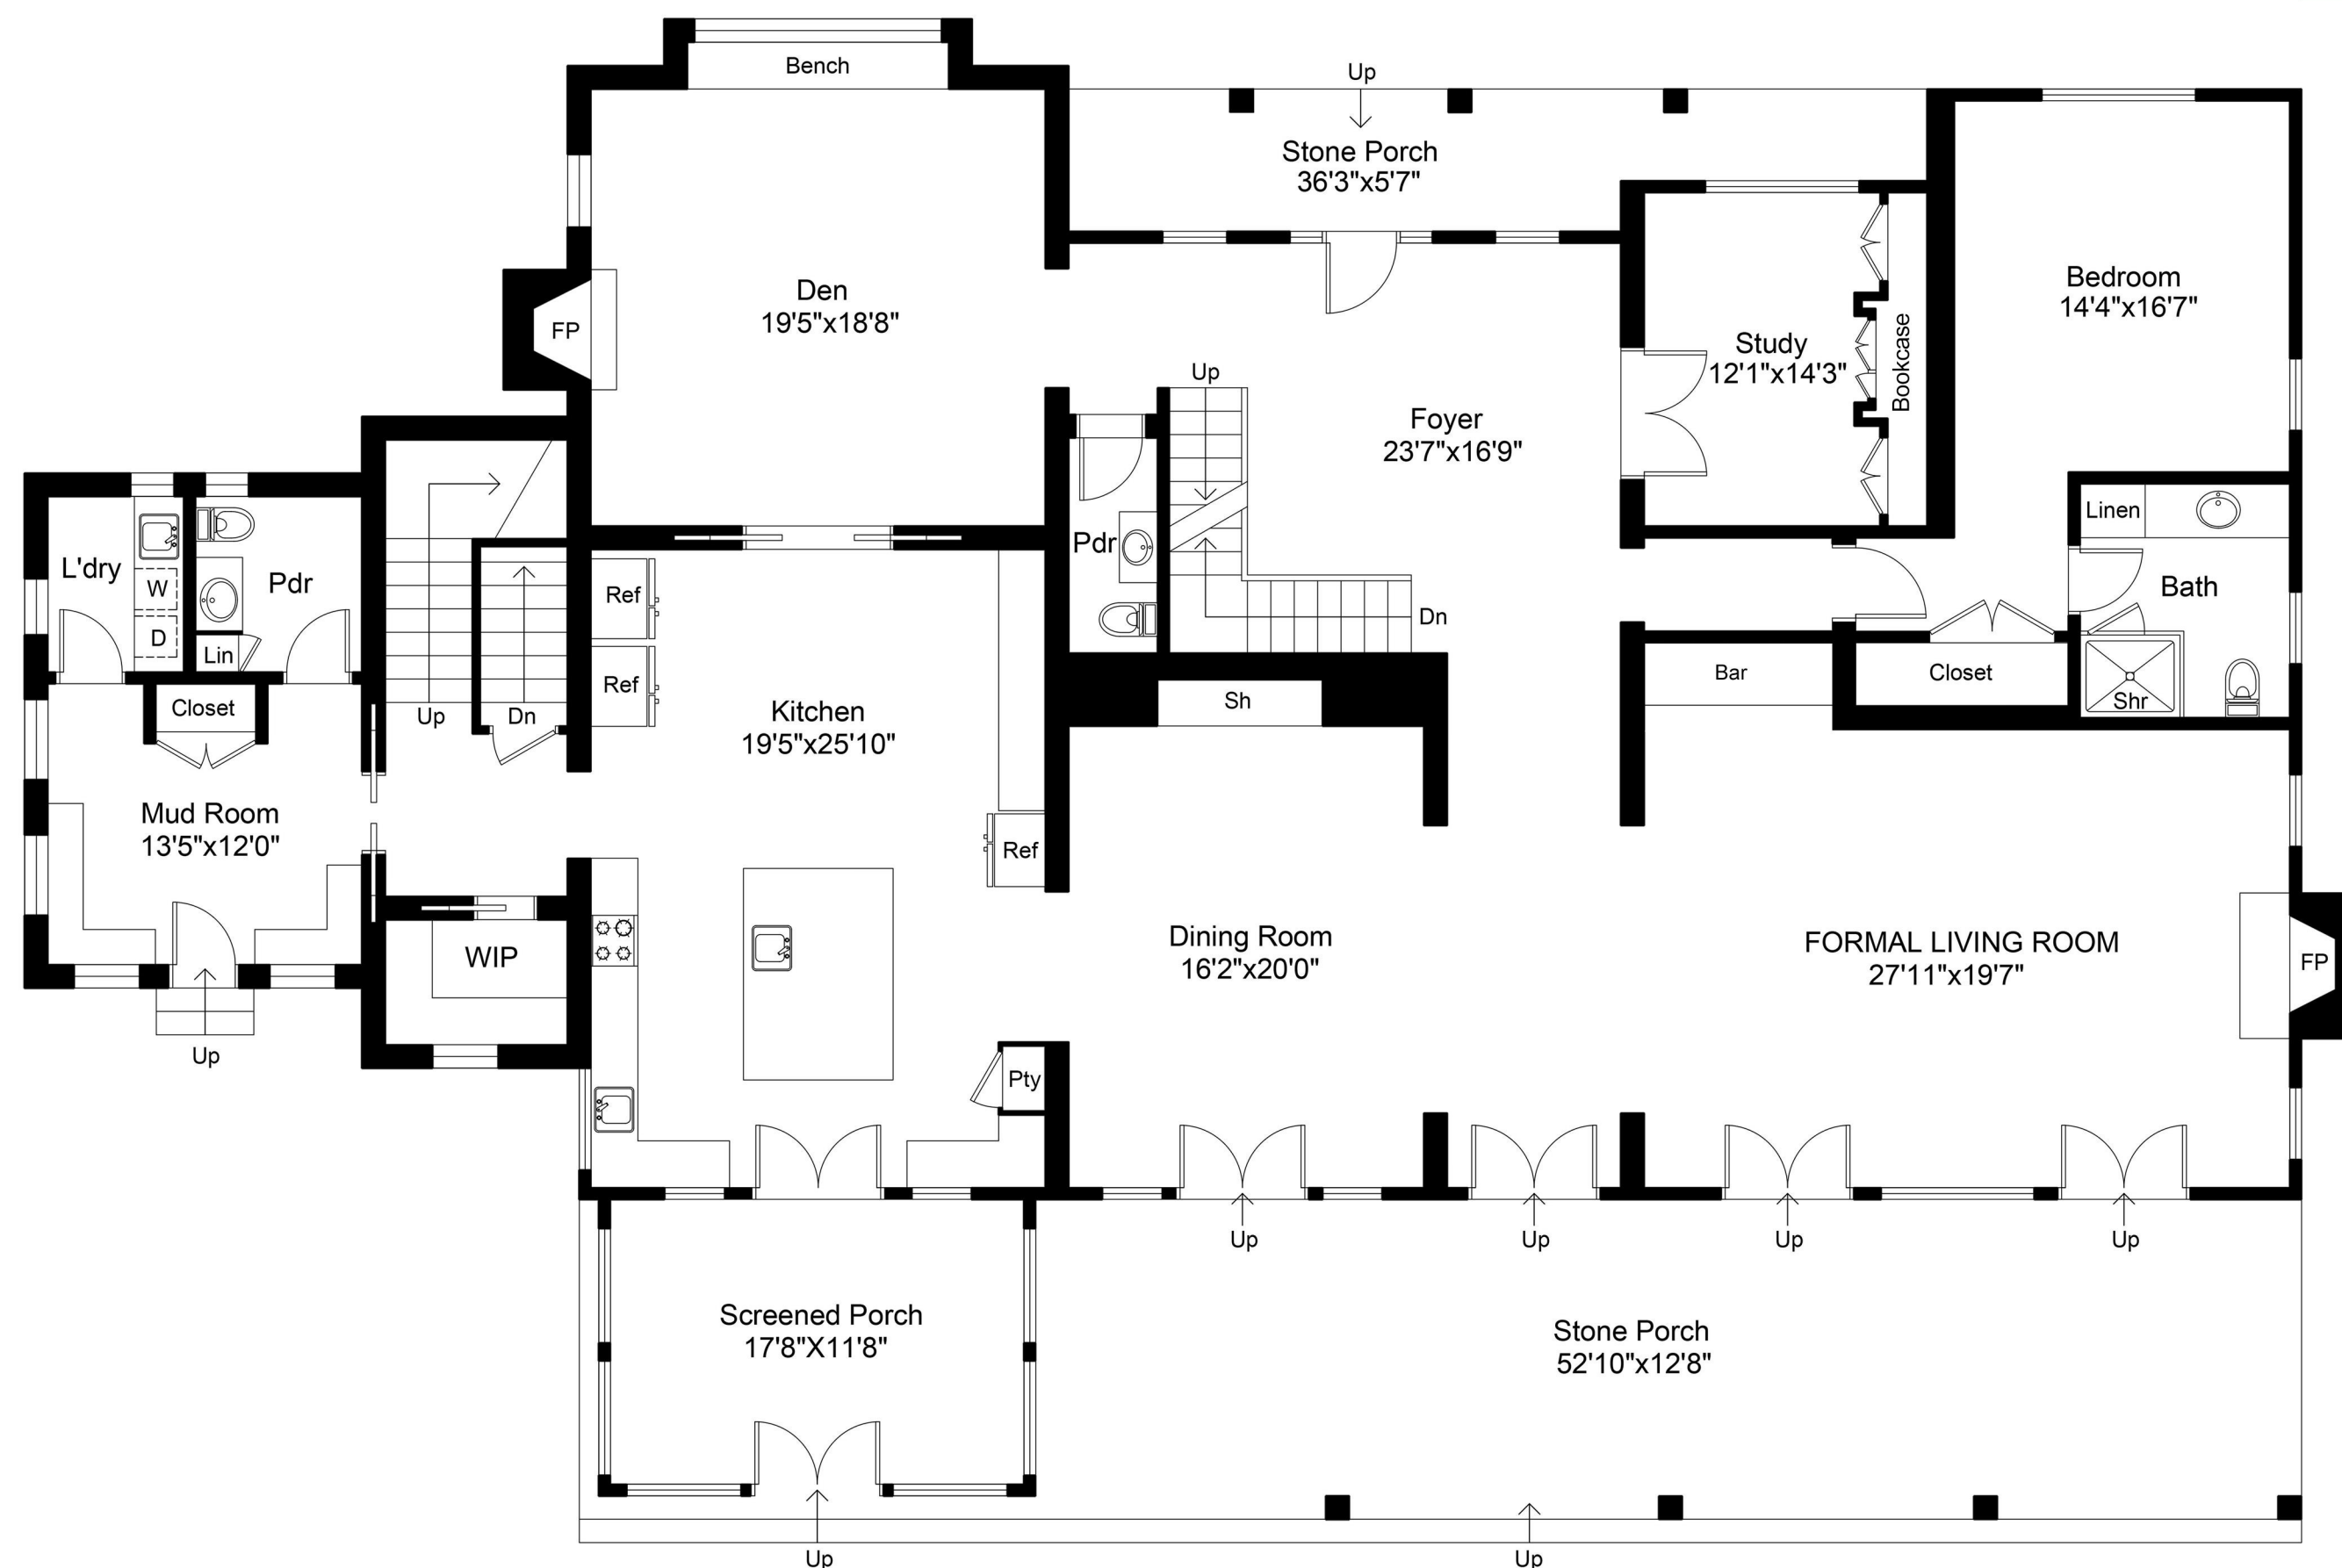 Bench
Up
Stone Porch
36'3"x5'7"
Den
19'5"x18'8"
FP
Bedroom
14'4"x16'7"
Study
12'1"x14'3"
Bookcase
Up
Foyer
23'7"x16'9"
Linen
L'dry
W
D
Pdr
Lin
Ref
Ref
Pdr
Dn
Bath
Closet
Up
Dn
Kitchen
19'5"x25'10"
Sh
Bar
Closet
Shr
Mud Room
13'5"x12'0"
Ref
WIP
Dining Room
16'2"x20'0"
FORMAL LIVING ROOM
27'11"x19'7"
FP
Up
Pty
Up
Up
Up
Up
Screened Porch
17'8"X11'8"
Stone Porch
52'10"x12'8"
Up
Up